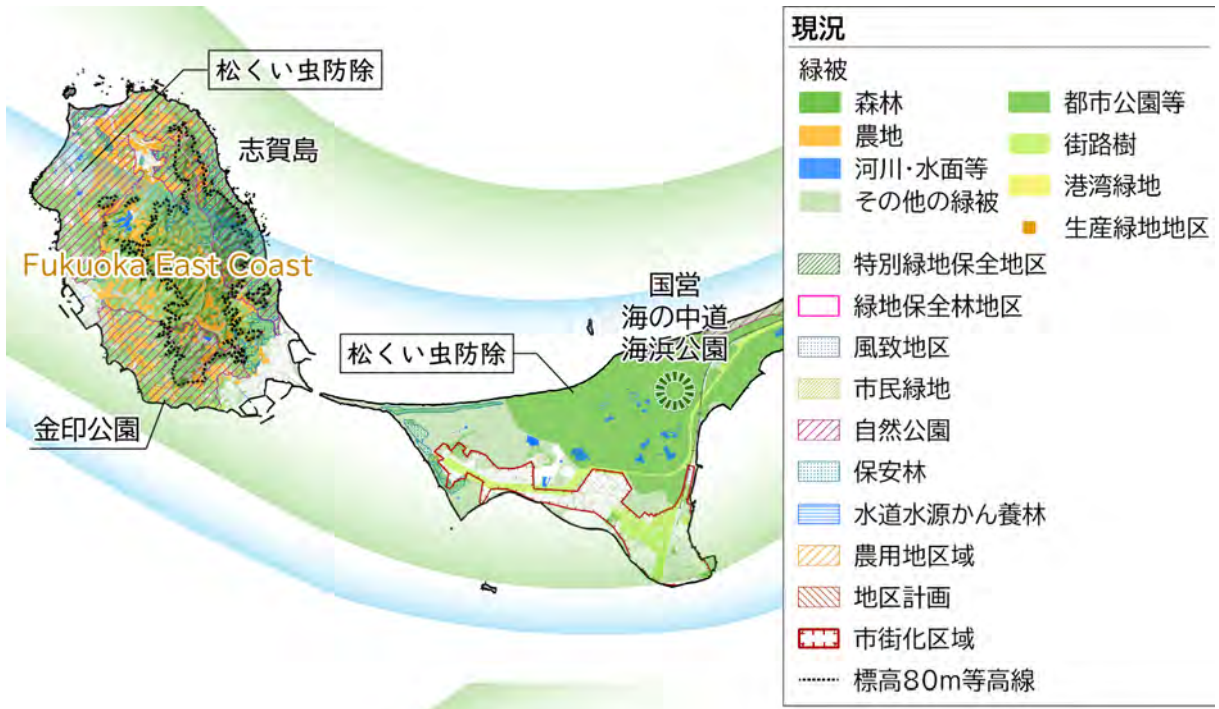 松くい虫防除
志賀島
Fukuoka East Coast
国営
海の中道
海浜公園
松くい虫防除
金印公園
現況
緑被
森林
農地
河川・水面等
その他の緑被
都市公園等
街路樹
港湾緑地
生産緑地地区
特別緑地保全地区
緑地保全林地区
風致地区
市民緑地
自然公園
保安林
水道水源かん養林
農用地区域
地区計画
市街化区域
標高80m等高線